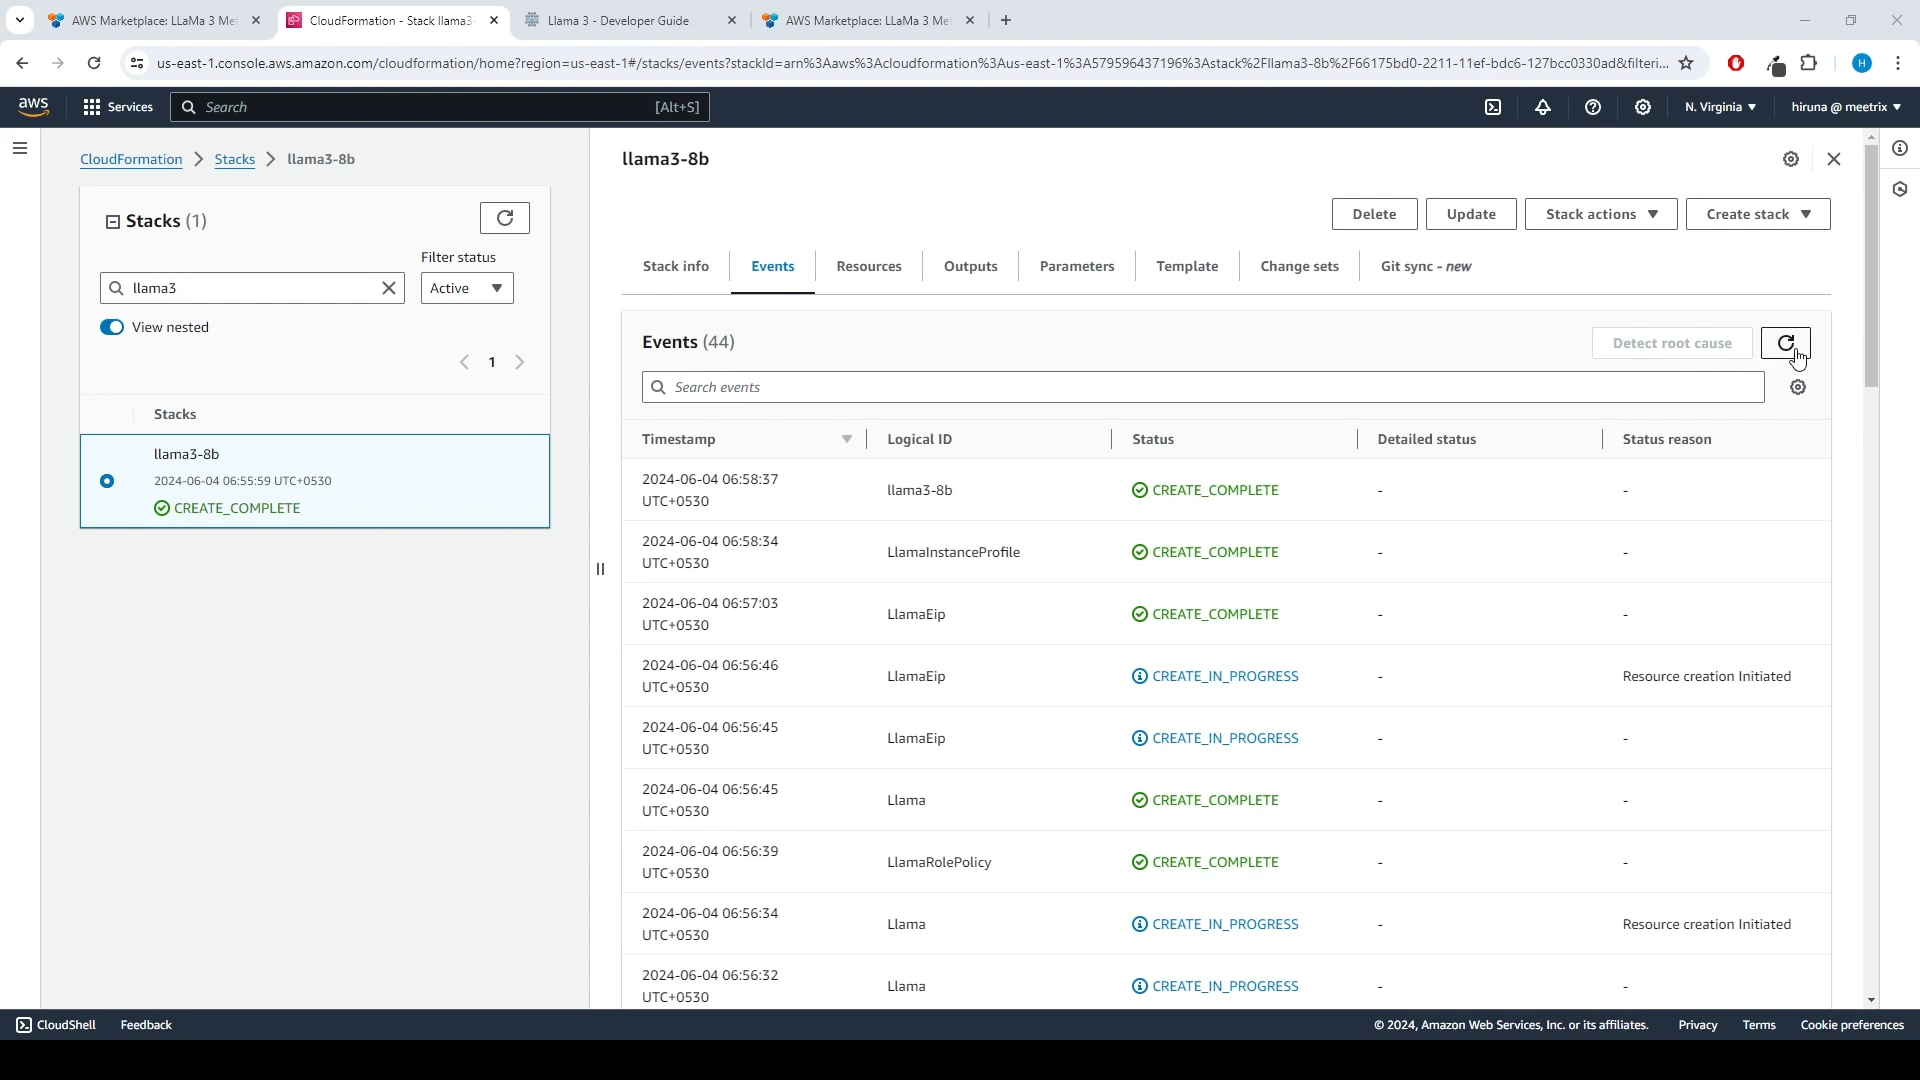 AWS Marketplace: LLaMa 3 Met
CloudFormation - Stack llama3-
Llama 3 - Developer Guide
AWS Marketplace: LLaMa 3 Me
us-east-1.console.aws.amazon.com/cloudformation/home?region=us-east-1#/stacks/events?stackId=arn%3Aaws%3Acloudformation%3Aus-east-1%3A579596437196%3Astack%2Fllama3-8b%2F66175bd0-2211-11ef-bdc6-127bcc0330ad&filteri...
H
aws
Services
Search
[Alt+S]
N. Virginia
hiruna @ meetrix
CloudFormation
Stacks
llama3-8b
Stacks (1)
Filter status
llama3
Active
View nested
1
Stacks
llama3-8b
2024-06-04 06:55:59 UTC+0530
CREATE_COMPLETE
llama3-8b
Delete
Update
Stack actions
Create stack
Stack info
Events
Resources
Outputs
Parameters
Template
Change sets
Git sync - new
Events (44)
Detect root cause
Search events
Timestamp
Logical ID
Status
Detailed status
Status reason
2024-06-04 06:58:37
UTC+0530
llama3-8b
CREATE_COMPLETE
-
-
2024-06-04 06:58:34
UTC+0530
LlamaInstanceProfile
CREATE_COMPLETE
-
-
2024-06-04 06:57:03
UTC+0530
LlamaEip
CREATE_COMPLETE
-
-
2024-06-04 06:56:46
UTC+0530
LlamaEip
CREATE_IN_PROGRESS
-
Resource creation Initiated
2024-06-04 06:56:45
UTC+0530
LlamaEip
CREATE_IN_PROGRESS
-
-
2024-06-04 06:56:45
UTC+0530
Llama
CREATE_COMPLETE
-
-
2024-06-04 06:56:39
UTC+0530
LlamaRolePolicy
CREATE_COMPLETE
-
-
2024-06-04 06:56:34
UTC+0530
Llama
CREATE_IN_PROGRESS
-
Resource creation Initiated
2024-06-04 06:56:32
UTC+0530
Llama
CREATE_IN_PROGRESS
-
-
CloudShell
Feedback
© 2024, Amazon Web Services, Inc. or its affiliates.
Privacy
Terms
Cookie preferences